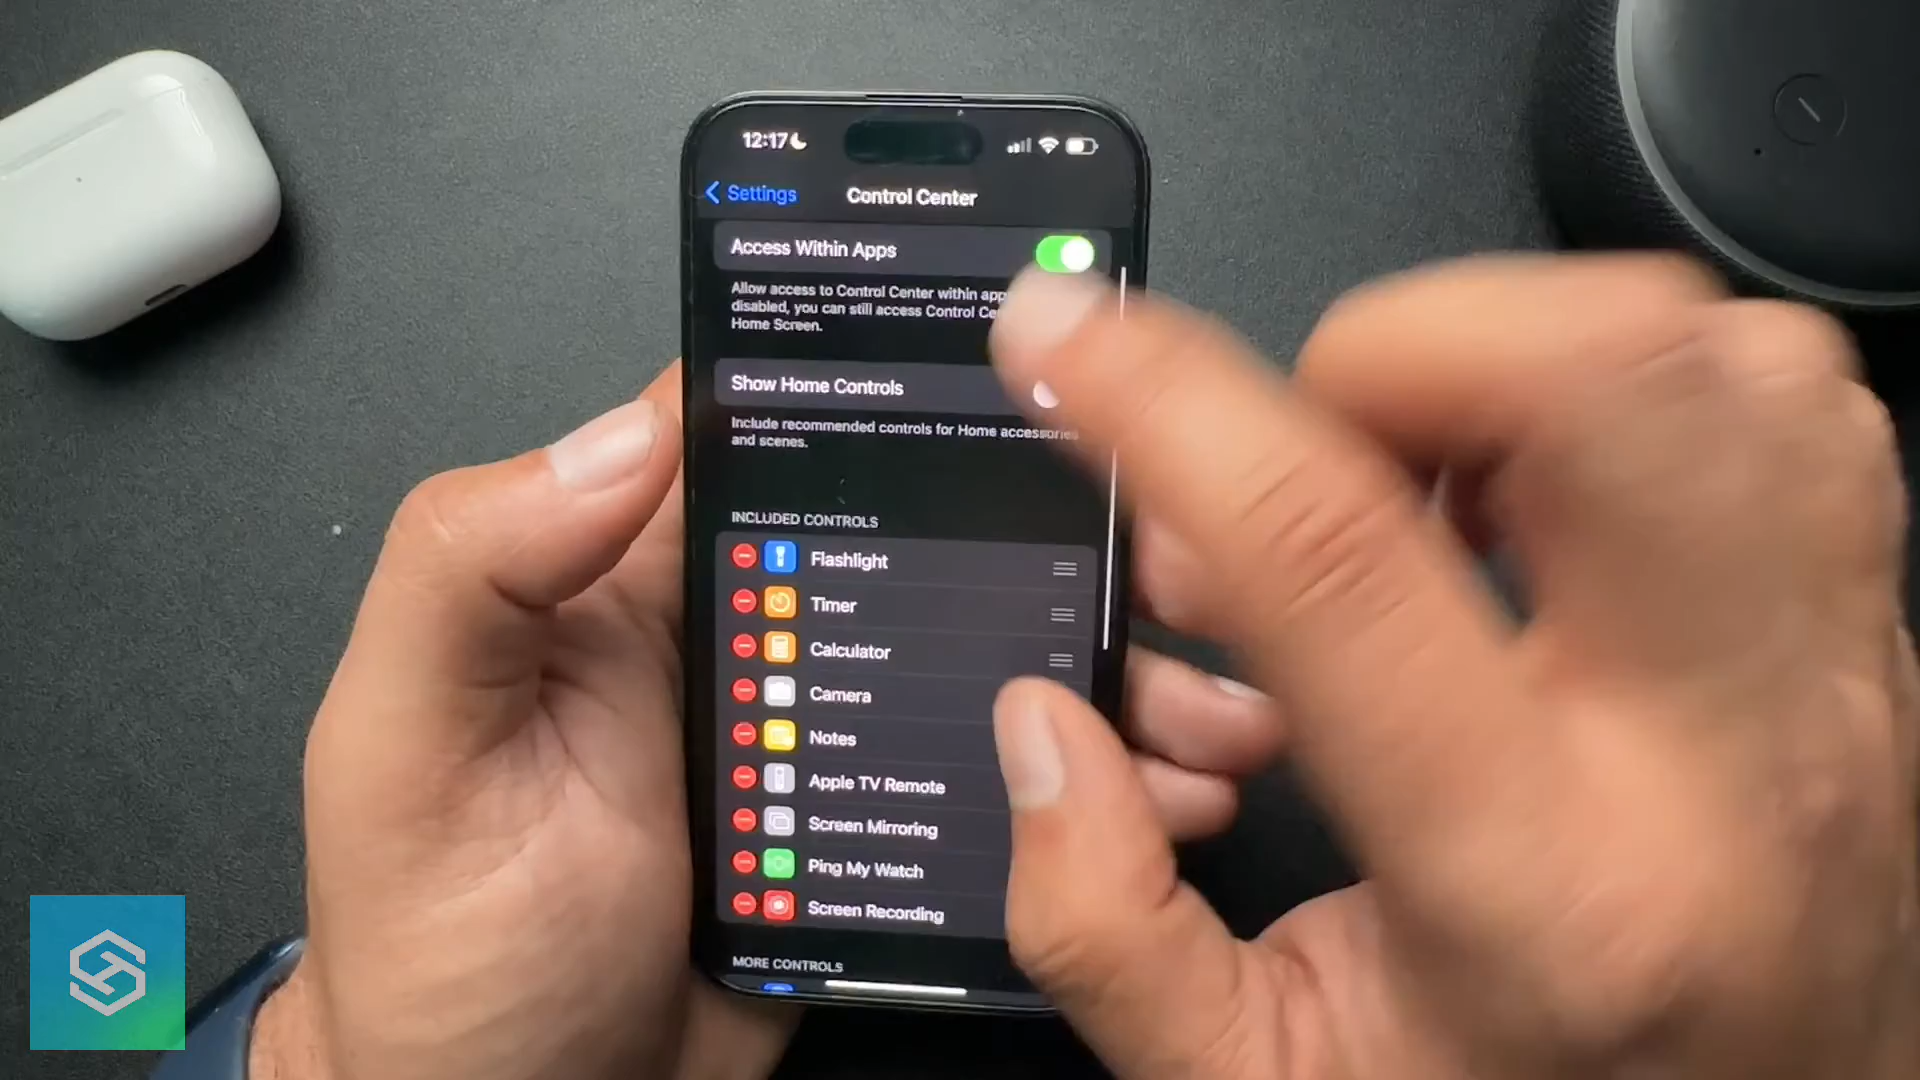 12:17
Settings
Control Center
Access Within Apps
Allow access to Control Center within app
disabled, you can still access Control Ce
Home Screen.
Show Home Controls
Include recommended controls for Home accessories
and scenes.
INCLUDED CONTROLS
Flashlight
Timer
Calculator
Camera
Notes
Apple TV Remote
Screen Mirroring
Ping My Watch
Screen Recording
MORE CONTROLS